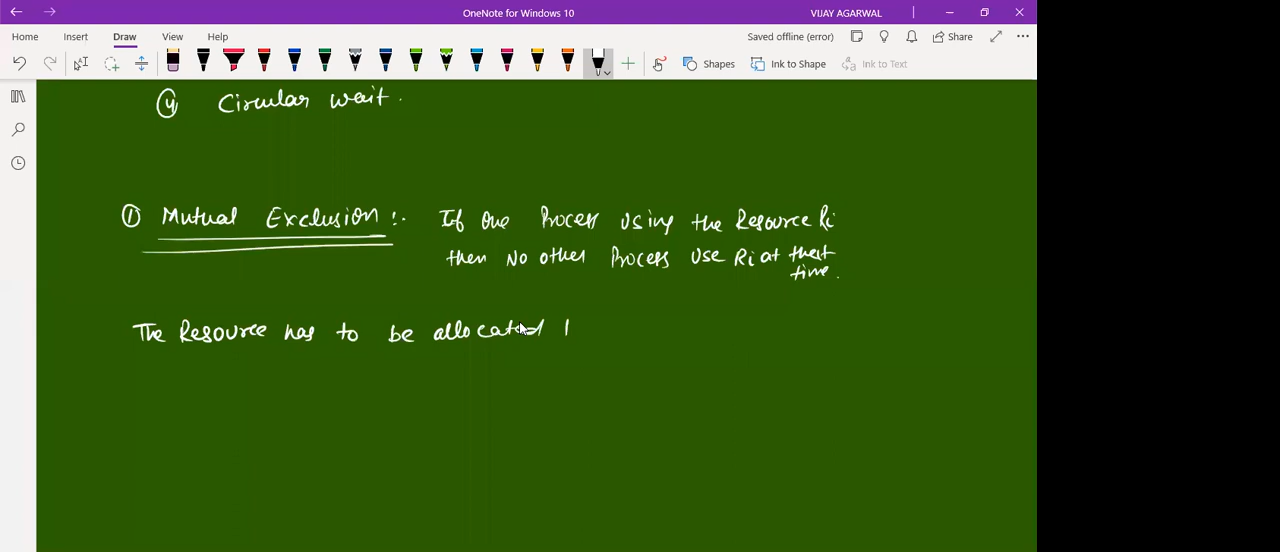 OneNote for Windows 10
VIJAY AGARWAL
Home Insert Draw View Help
Saved offline (error)
Share
Shapes
Ink to Shape
Ink to Text
④ Circular wait.
① Mutual Exclusion :- If One Process Using the Resource Ri
then No other Process Use Ri at that
time.
The Resource has to be allocated